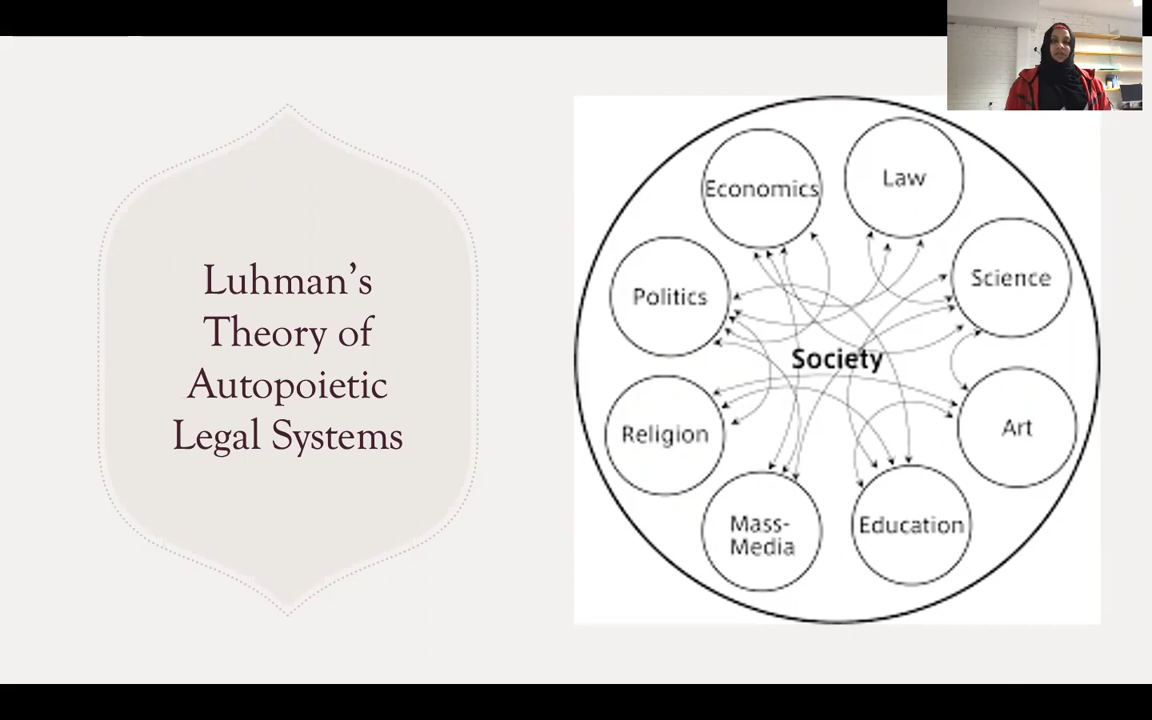 Luhman’s
Theory of
Autopoietic
Legal Systems
Economics
Law
Politics
Science
Society
Religion
Art
Mass-
Media
Education